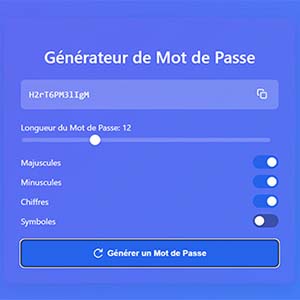 Générateur de Mot de Passe
H2rT6PM3lIgM
Longueur du Mot de Passe: 12
Majuscules
Minuscules
Chiffres
Symboles
Générer un Mot de Passe